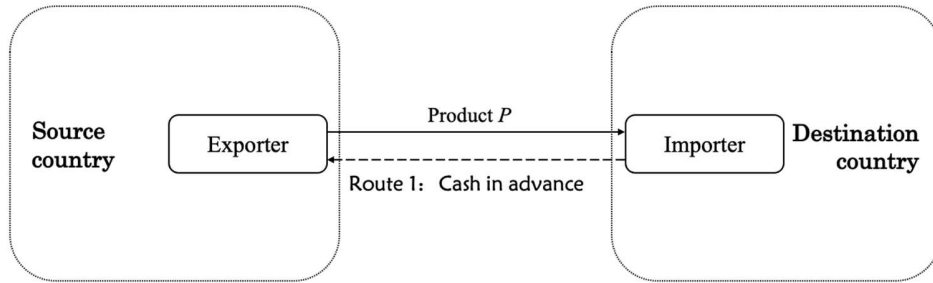 Product P
Source
country
Exporter
Importer
Destination
country
Route 1: Cash in advance